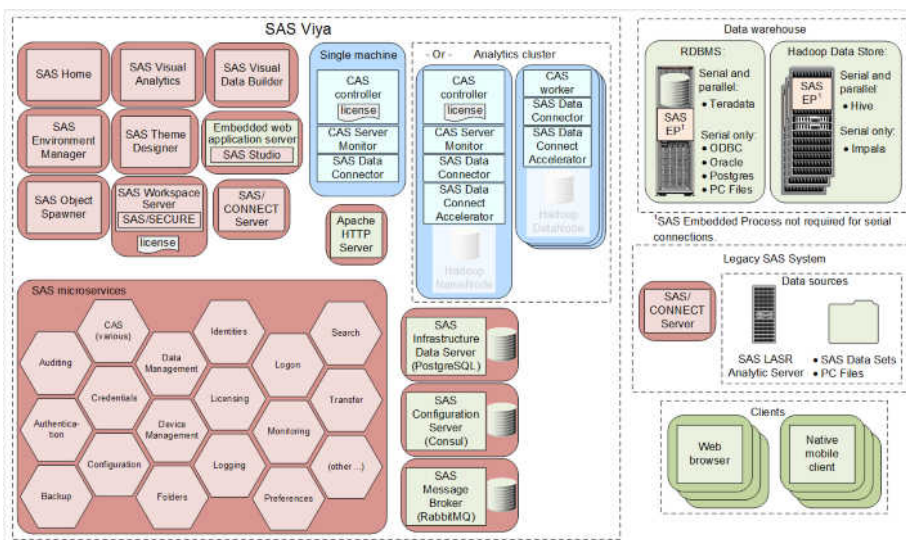 SAS Viya
SAS Home
SAS Visual
Analytics
SAS Visual
Data Builder
SAS
Environment
Manager
SAS Theme
Designer
Embedded web
application server
SAS Studio
SAS Object
Spawner
SAS Workspace
Server
SAS/SECURE
license
SAS/
CONNECT
Server
Single machine
CAS
controller
license
CAS Server
Monitor
SAS Data
Connector
- Or -
Analytics cluster
CAS
controller
license
CAS Server
Monitor
SAS Data
Connector
SAS Data
Connect
Accelerator
Hadoop
NameNode
CAS
worker
SAS Data
Connector
SAS Data
Connect
Accelerator
Hadoop
DataNode
Apache
HTTP
Server
SAS microservices
Auditing
CAS
(various)
Data
Management
Identities
Logon
Search
Authentica-
tion
Credentials
Device
Management
Licensing
Monitoring
Transfer
Backup
Configuration
Folders
Logging
Preferences
(other ...)
SAS
Infrastructure
Data Server
(PostgreSQL)
SAS
Configuration
Server
(Consul)
SAS
Message
Broker
(RabbitMQ)
Data warehouse
RDBMS:
SAS
EP¹
Serial and
parallel:
• Teradata
Serial only:
• ODBC
• Oracle
• Postgres
• PC Files
Hadoop Data Store:
SAS
EP¹
Serial and
parallel:
• Hive
Serial only:
• Impala
¹SAS Embedded Process not required for serial
connections.
Legacy SAS System
SAS/
CONNECT
Server
Data sources
SAS LASR
Analytic Server
• SAS Data Sets
• PC Files
Clients
Web
browser
Native
mobile
client